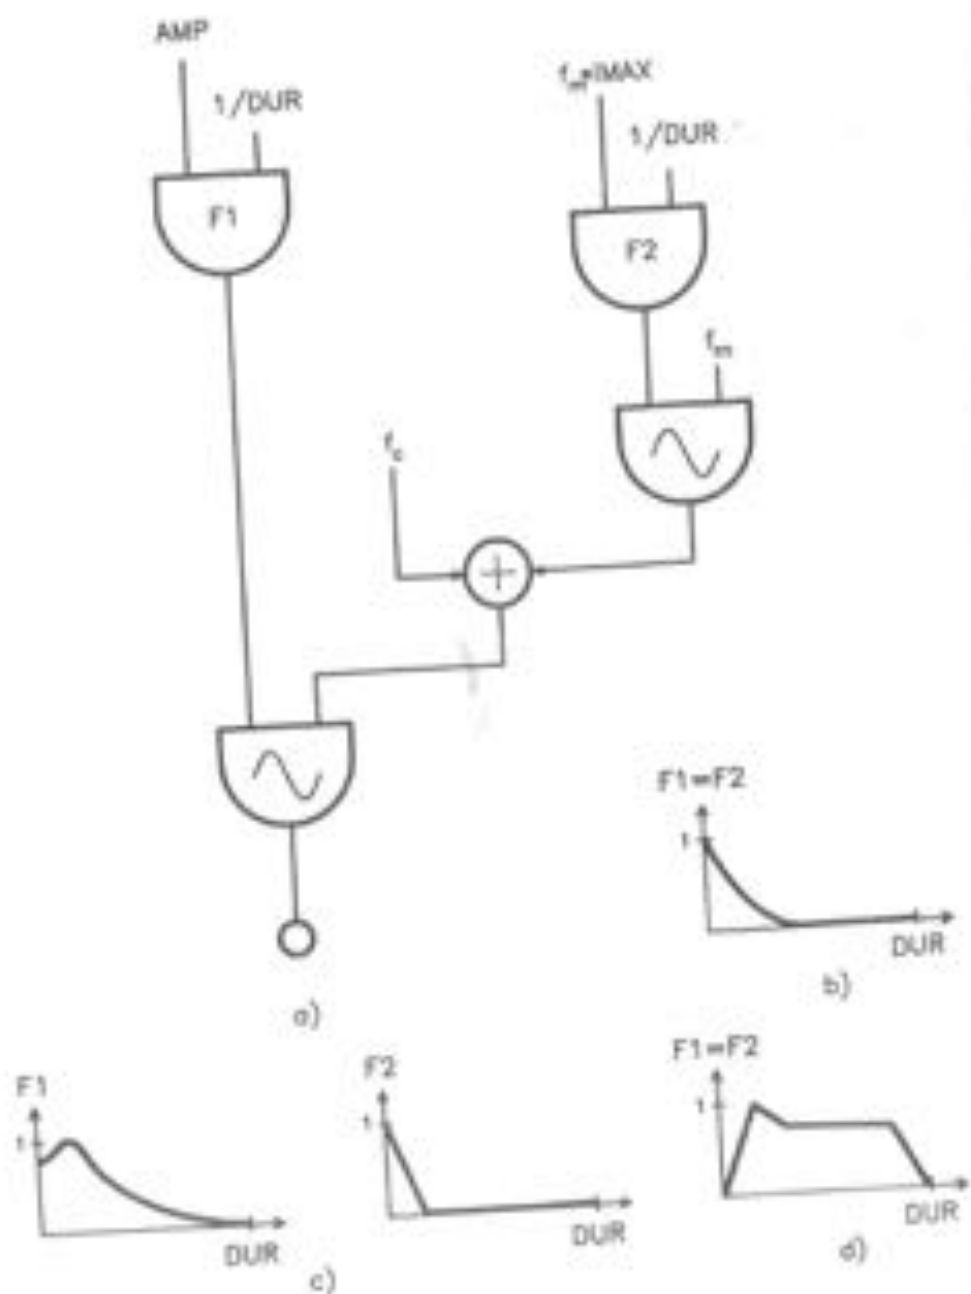 AMP
1/DUR
F1
fm*IMAX
1/DUR
F2
fm
fc
+
F1=F2
1
DUR
b)
a)
F1
1
DUR
F2
1
DUR
c)
F1=F2
1
DUR
d)